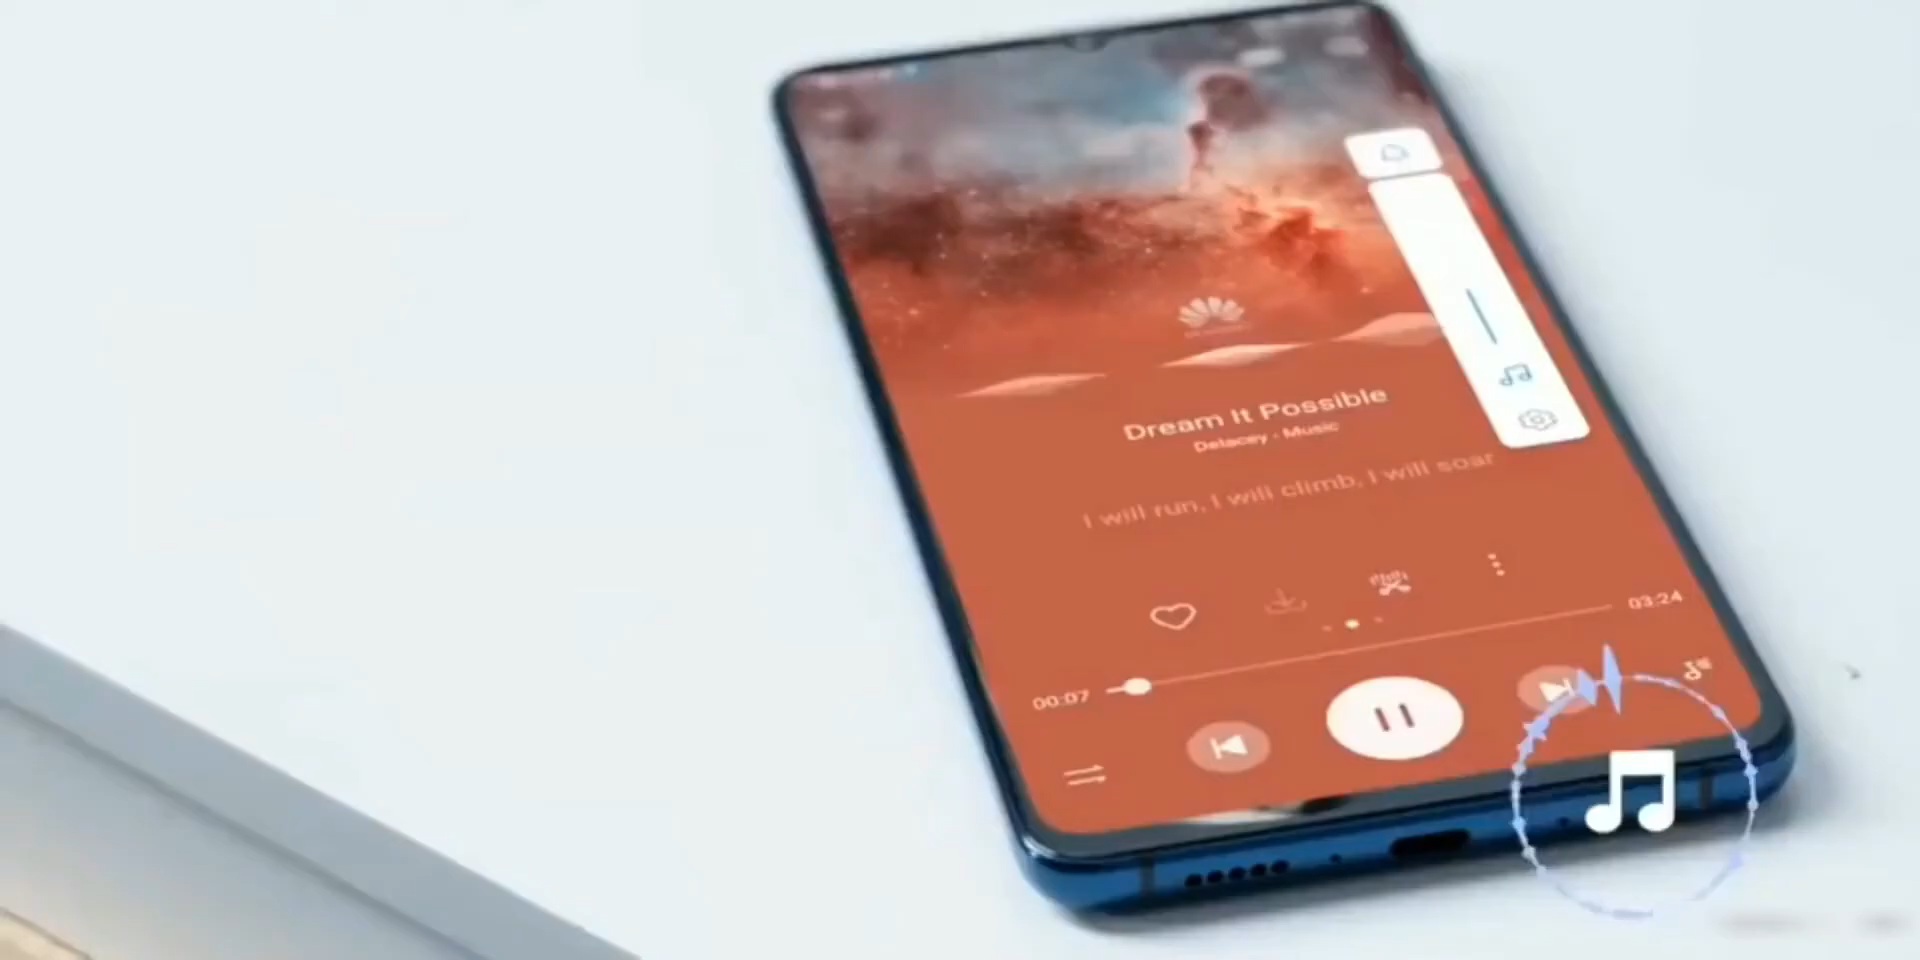 Dream It Possible
Delacey - Music
I will run, I will climb, I will soar
03:24
00:07